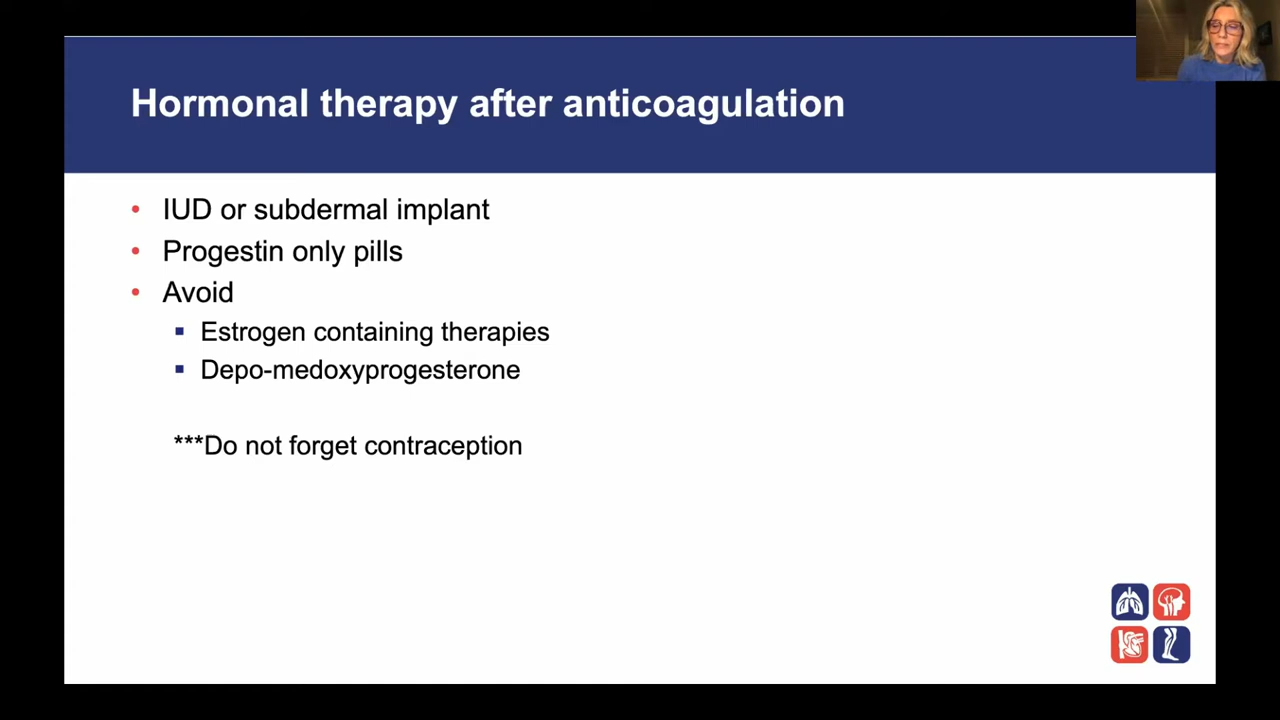 Hormonal therapy after anticoagulation
• IUD or subdermal implant
• Progestin only pills
• Avoid
▪ Estrogen containing therapies
▪ Depo-medoxyprogesterone
***Do not forget contraception